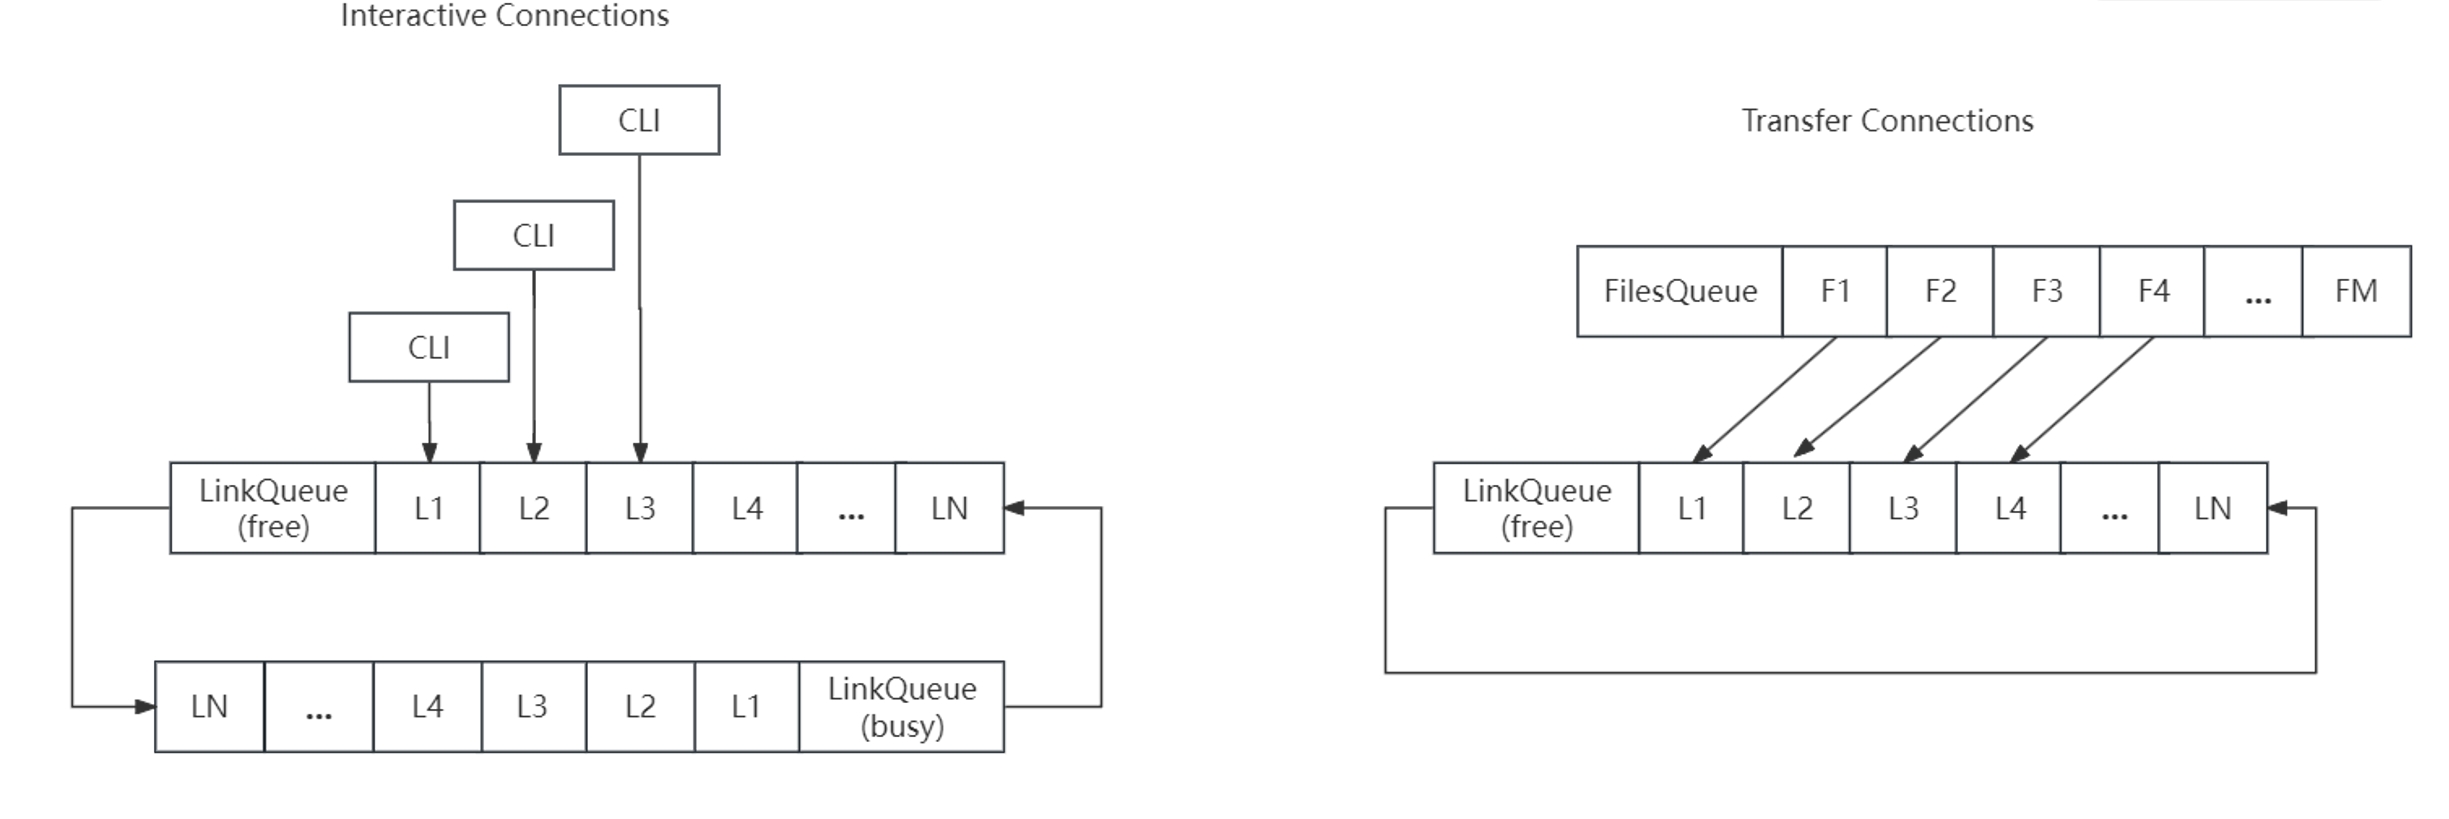 Interactive Connections
CLI
CLI
CLI
LinkQueue
(free)
L1
L2
L3
L4
...
LN
LN
...
L4
L3
L2
L1
LinkQueue
(busy)
Transfer Connections
FilesQueue
F1
F2
F3
F4
...
FM
LinkQueue
(free)
L1
L2
L3
L4
...
LN